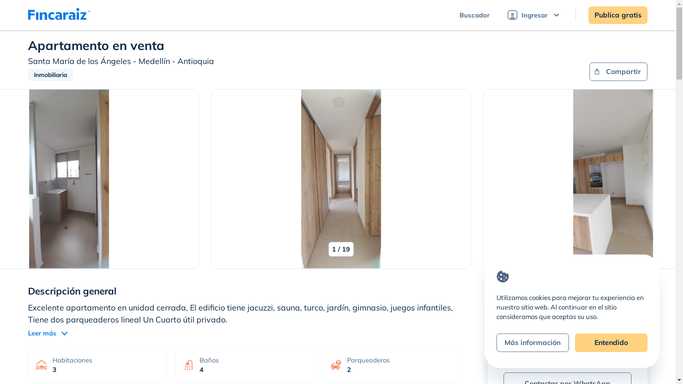 Fincaraiz
Buscador
Ingresar
Publica gratis
Apartamento en venta
Santa María de los Ángeles - Medellín - Antioquia
Inmobiliaria
Compartir
1 / 19
Descripción general
Excelente apartamento en unidad cerrada, El edificio tiene jacuzzi, sauna, turco, jardín, gimnasio, juegos infantiles,
Tiene dos parqueaderos lineal Un Cuarto útil privado.
Leer más
Habitaciones
3
Baños
4
Parqueaderos
2
Utilizamos cookies para mejorar tu experiencia en
nuestro sitio web. Al continuar en el sitio
consideramos que aceptas su uso.
Más información
Entendido
Contactar por WhatsApp